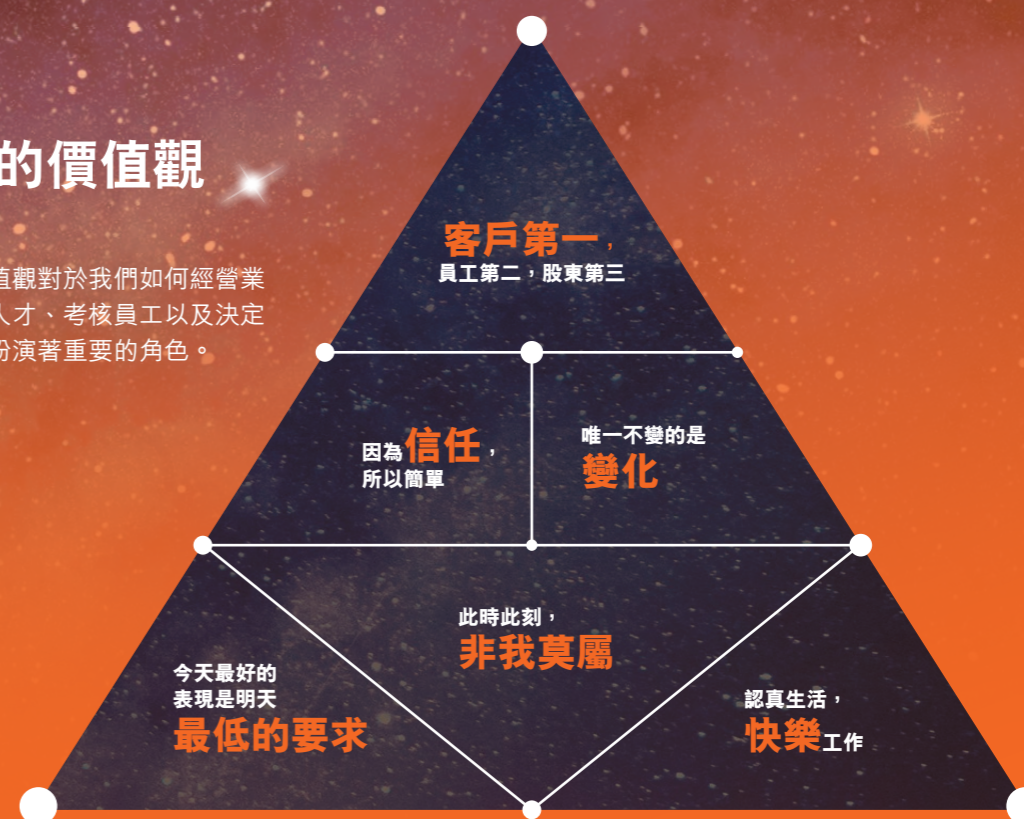 的價值觀
值觀對於我們如何經營業
人才、考核員工以及決定
扮演著重要的角色。
客戶第一，
員工第二，股東第三
因為信任，
所以簡單
唯一不變的是
變化
此時此刻，
非我莫屬
今天最好的
表現是明天
最低的要求
認真生活，
快樂工作